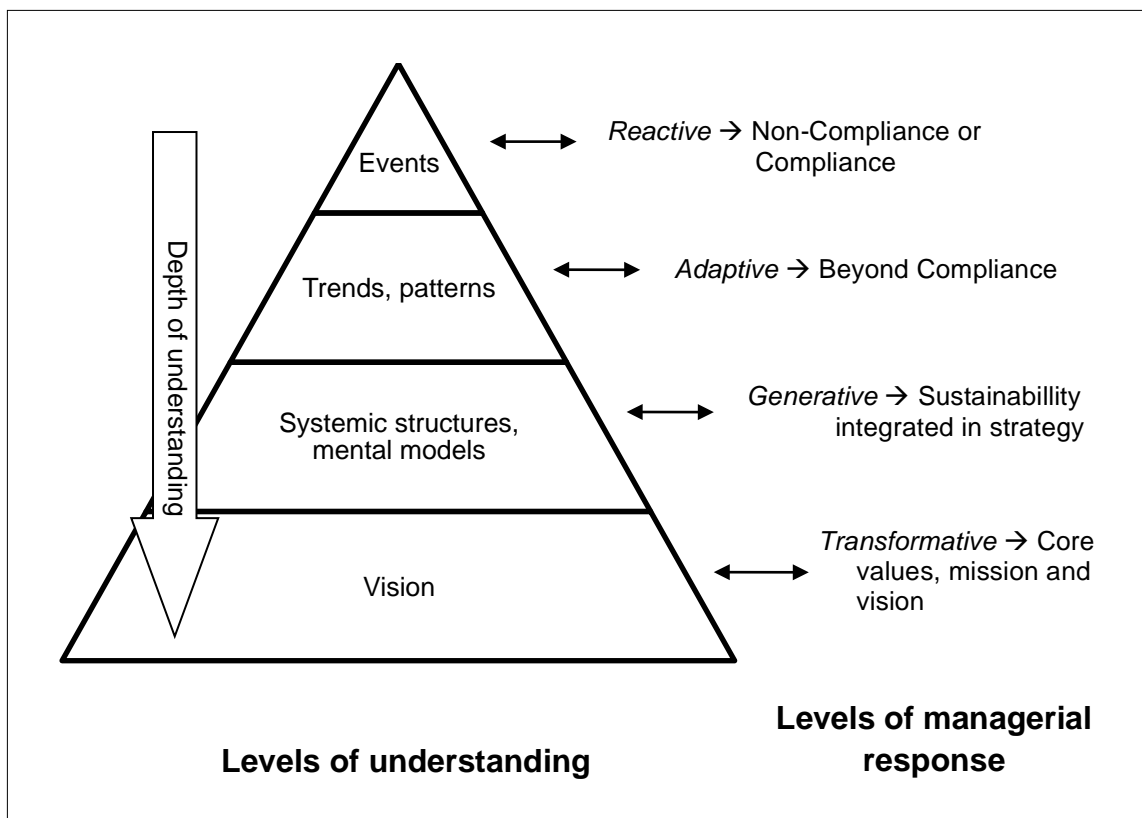 Events
Reactive → Non-Compliance or
Compliance
Trends, patterns
Adaptive → Beyond Compliance
Systemic structures,
mental models
Generative → Sustainabillity
integrated in strategy
Vision
Transformative → Core
values, mission and
vision
Depth of understanding
Levels of understanding
Levels of managerial
response